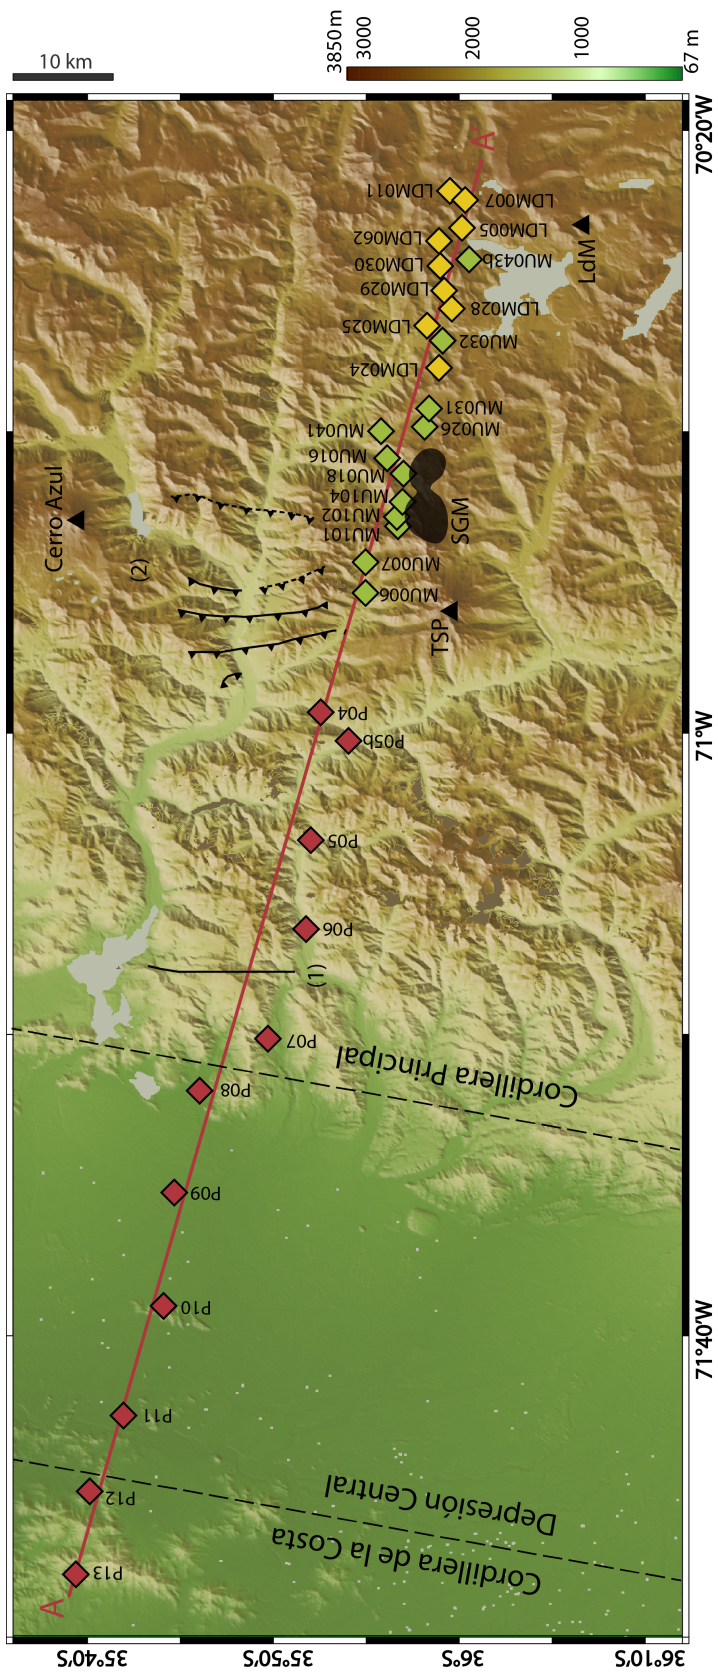 10 km
3850 m
3000
2000
1000
67 m
70°20'W
71°W
71°40'W
35°40'S
35°50'S
36°S
36°10'S
A
A'
Cerro Azul
(2)
LDM011
LDM007
LDM005
LDM062
MU043b
LDM030
LDM029
LDM028
LDM025
MU032
LDM024
LdM
MU031
MU026
MU041
MU016
MU018
MU104
MU102
MU101
SGM
MU007
MU006
TSP
P04
P05b
P05
P06
(1)
P07
Cordillera Principal
P08
P09
P10
P11
P12
Depresión Central
Cordillera de la Costa
P13